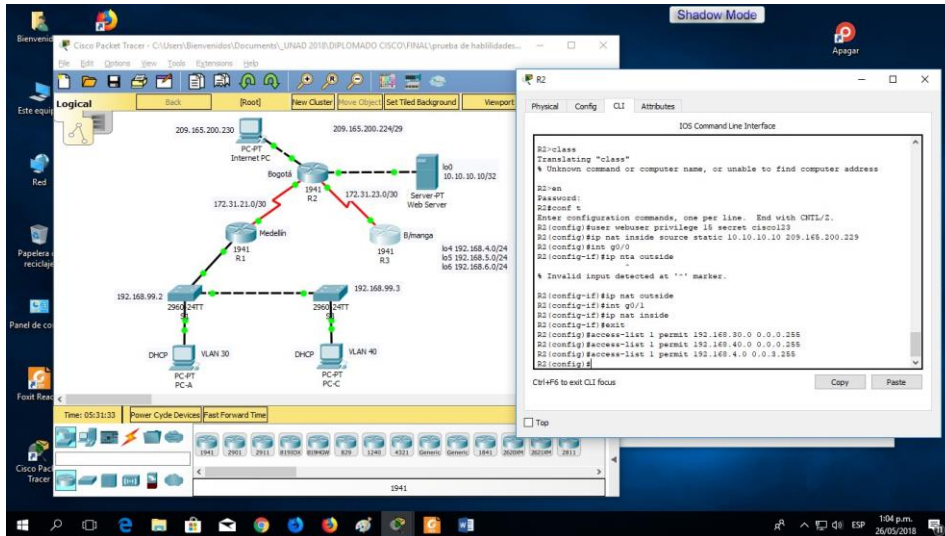 Shadow Mode
Bienvenid
Apagar
Este equip
Red
Papelera
reciclaje
Panel de co
Foxit Reac
Cisco Pac
Tracer
Cisco Packet Tracer - C:\Users\Bienvenidos\Documents\_UNAD 2018\DIPLOMADO CISCO\FINAL\prueba de habilidades...
File Edit Options View Tools Extensions Help
Logical
Back
[Root]
New Cluster
Move Object
Set Tiled Background
Viewport
209.165.200.230
209.165.200.224/29
PC-PT
Internet PC
Bogotá
1941
R2
lo0
10.10.10.10/32
Server-PT
Web Server
172.31.21.0/30
172.31.23.0/30
Medellín
1941
R1
B/manga
1941
R3
lo4 192.168.4.0/24
lo5 192.168.5.0/24
lo6 192.168.6.0/24
192.168.99.2
192.168.99.3
2960-24TT
2960-24TT
DHCP
VLAN 30
PC-PT
PC-A
DHCP
VLAN 40
PC-PT
PC-C
Time: 05:31:33
Power Cycle Devices
Fast Forward Time
1941
2901
2911
819IOX
819HGW
829
1240
4321
Generic
Generic
1841
2620XM
2621XM
2811
1941
R2
Physical
Config
CLI
Attributes
IOS Command Line Interface
R2>class
Translating "class"
% Unknown command or computer name, or unable to find computer address
R2>en
Password:
R2#conf t
Enter configuration commands, one per line. End with CNTL/Z.
R2(config)#user webuser privilege 15 secret cisco123
R2(config)#ip nat inside source static 10.10.10.10 209.165.200.229
R2(config)#int g0/0
R2(config-if)#ip nta outside
^
% Invalid input detected at '^' marker.
R2(config-if)#ip nat outside
R2(config-if)#int g0/1
R2(config-if)#ip nat inside
R2(config-if)#exit
R2(config)#access-list 1 permit 192.168.30.0 0.0.0.255
R2(config)#access-list 1 permit 192.168.40.0 0.0.0.255
R2(config)#access-list 1 permit 192.168.4.0 0.0.3.255
R2(config)#
Ctrl+F6 to exit CLI focus
Copy
Paste
Top
ESP
1:04 p.m.
26/05/2018